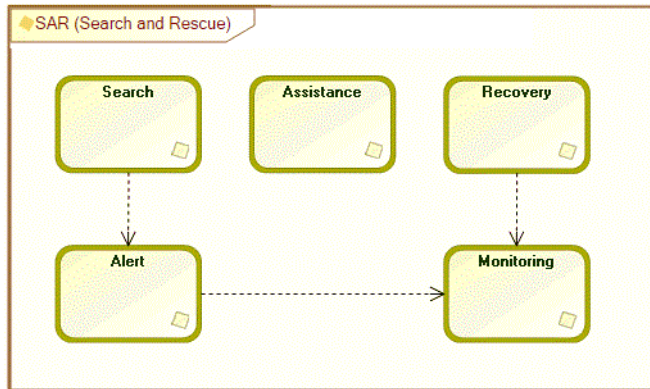 SAR (Search and Rescue)
Search
Assistance
Recovery
Alert
Monitoring